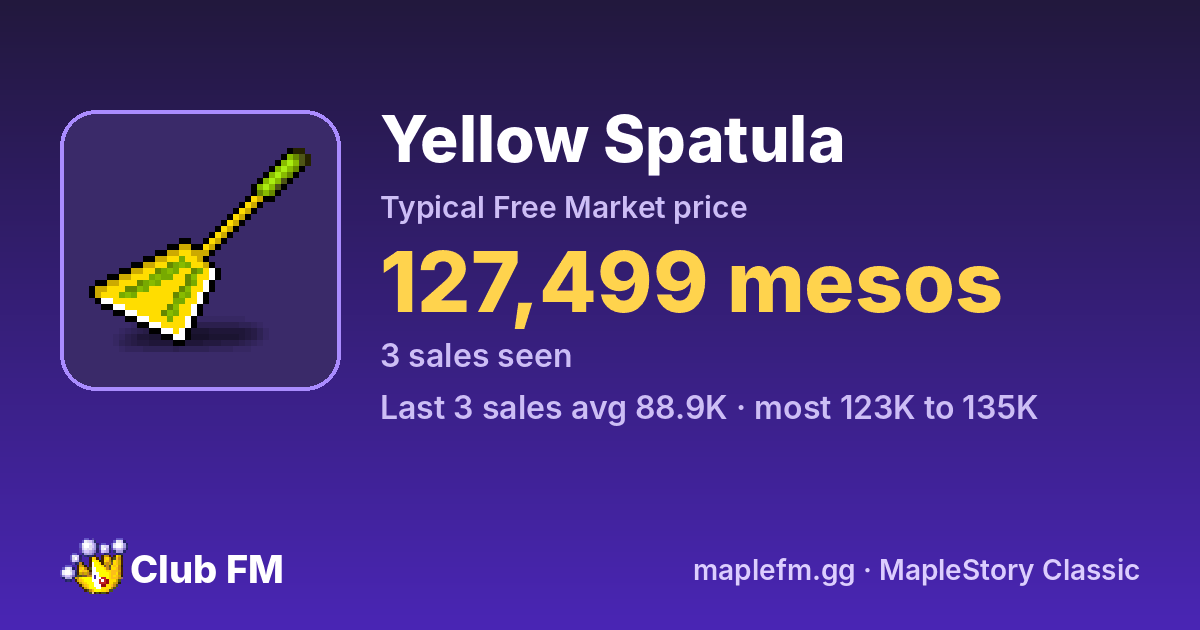 Yellow Spatula
Typical Free Market price
127,499 mesos
3 sales seen
Last 3 sales avg 88.9K · most 123K to 135K
Club FM
maplefm.gg · MapleStory Classic